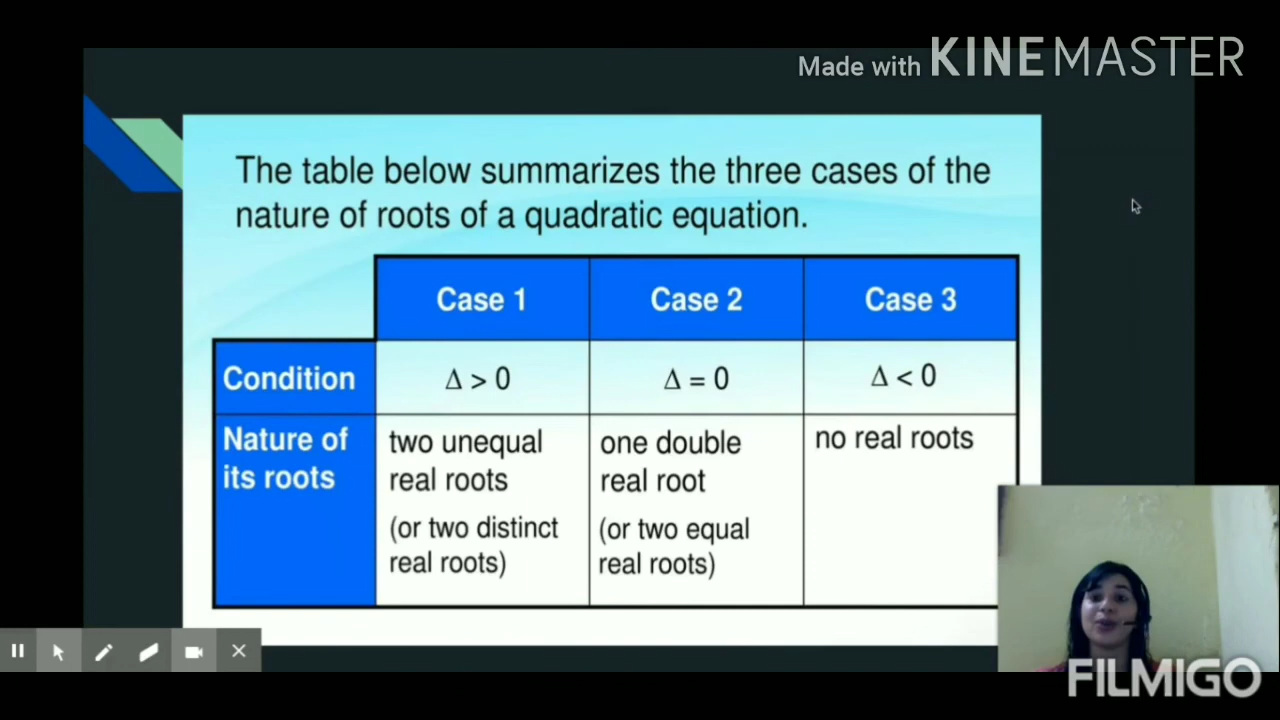 Made with KINEMASTER
The table below summarizes the three cases of the
nature of roots of a quadratic equation.
Case 1 Case 2 Case 3
Condition Δ > 0 Δ = 0 Δ < 0
Nature of its roots
two unequal
real roots
(or two distinct
real roots)
one double
real root
(or two equal
real roots)
no real roots
FILMIGO